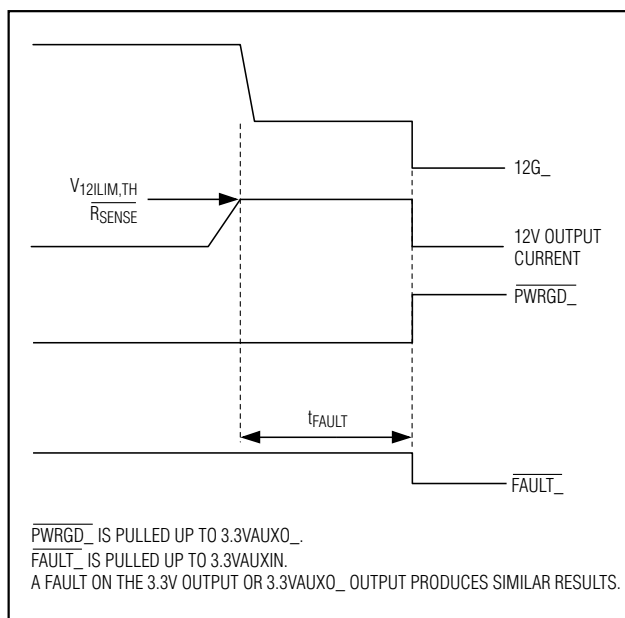 12G_
V12ILIM,TH
RSENSE
12V OUTPUT
CURRENT
PWRGD_
tFAULT
FAULT_
PWRGD_ IS PULLED UP TO 3.3VAUXO_.
FAULT_ IS PULLED UP TO 3.3VAUXIN.
A FAULT ON THE 3.3V OUTPUT OR 3.3VAUXO_ OUTPUT PRODUCES SIMILAR RESULTS.